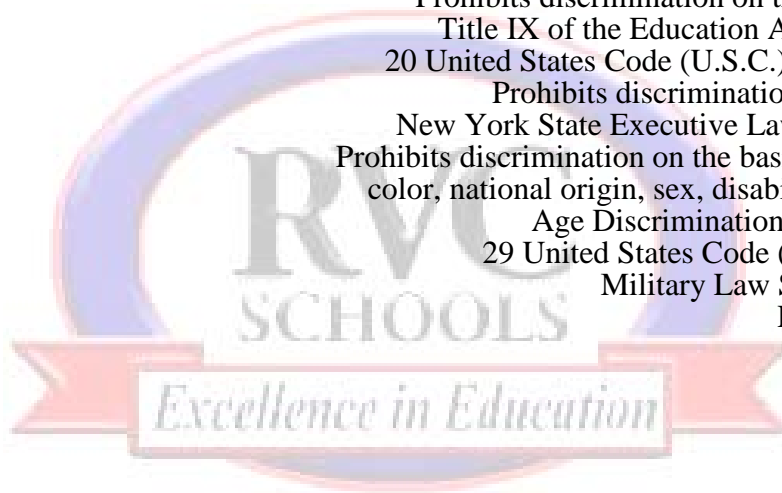 Prohibits discrimination on t
Title IX of the Education A
20 United States Code (U.S.C.)
Prohibits discriminatio
New York State Executive La
Prohibits discrimination on the bas
color, national origin, sex, disab
Age Discrimination
29 United States Code (
Military Law S
RVC
SCHOOLS
Excellence in Education